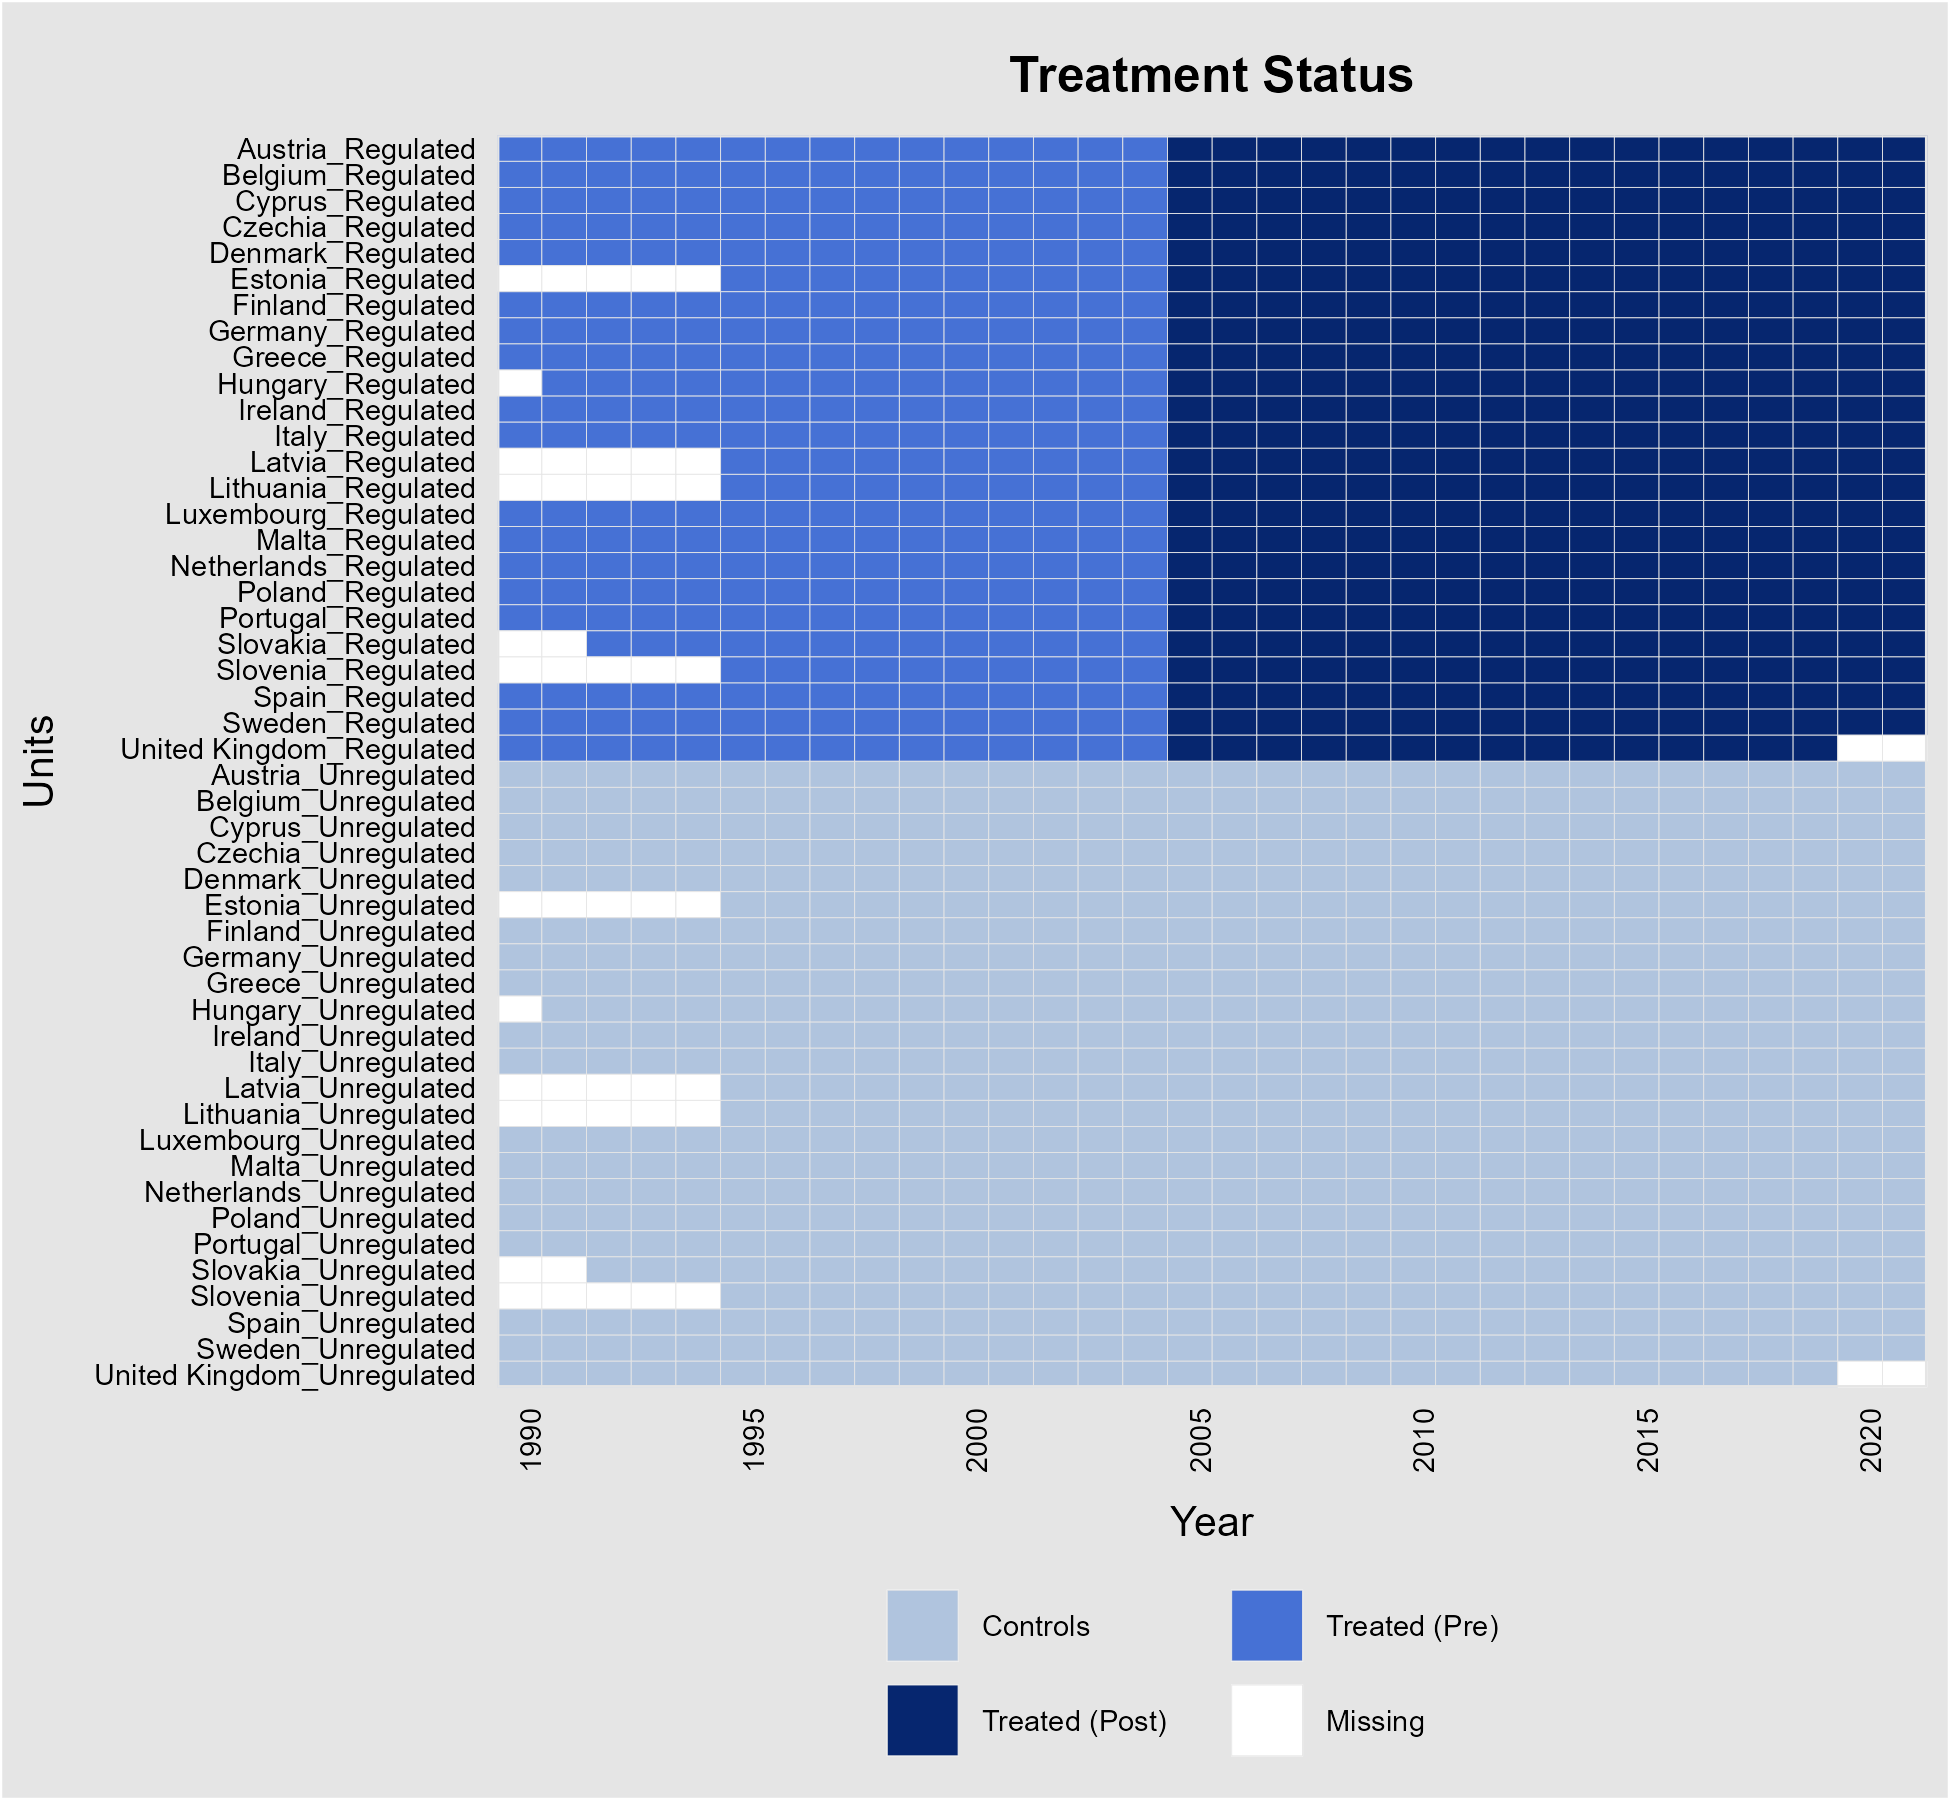 Treatment Status
Units
Austria_Regulated
Belgium_Regulated
Cyprus_Regulated
Czechia_Regulated
Denmark_Regulated
Estonia_Regulated
Finland_Regulated
Germany_Regulated
Greece_Regulated
Hungary_Regulated
Ireland_Regulated
Italy_Regulated
Latvia_Regulated
Lithuania_Regulated
Luxembourg_Regulated
Malta_Regulated
Netherlands_Regulated
Poland_Regulated
Portugal_Regulated
Slovakia_Regulated
Slovenia_Regulated
Spain_Regulated
Sweden_Regulated
United Kingdom_Regulated
Austria_Unregulated
Belgium_Unregulated
Cyprus_Unregulated
Czechia_Unregulated
Denmark_Unregulated
Estonia_Unregulated
Finland_Unregulated
Germany_Unregulated
Greece_Unregulated
Hungary_Unregulated
Ireland_Unregulated
Italy_Unregulated
Latvia_Unregulated
Lithuania_Unregulated
Luxembourg_Unregulated
Malta_Unregulated
Netherlands_Unregulated
Poland_Unregulated
Portugal_Unregulated
Slovakia_Unregulated
Slovenia_Unregulated
Spain_Unregulated
Sweden_Unregulated
United Kingdom_Unregulated
1990
1995
2000
2005
2010
2015
2020
Year
Controls
Treated (Pre)
Treated (Post)
Missing